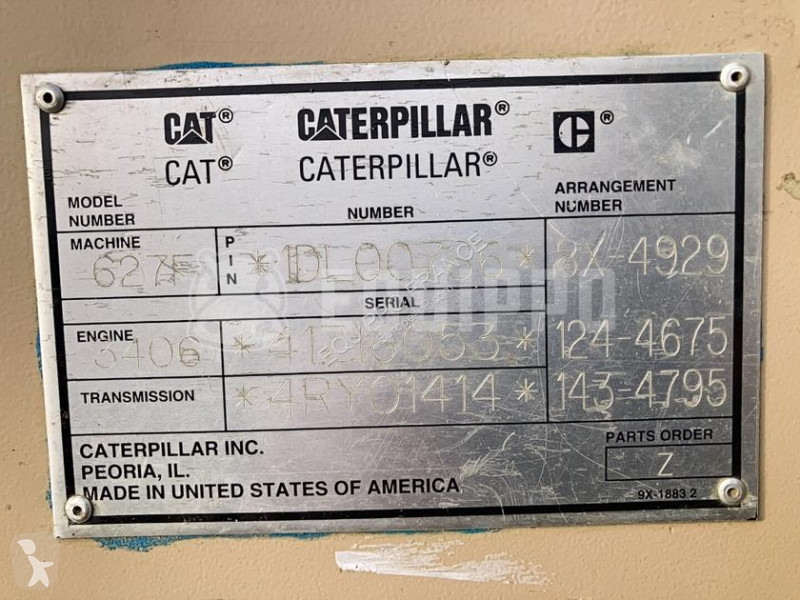 CAT® CATERPILLAR® C®
CAT® CATERPILLAR®
MODEL NUMBER NUMBER ARRANGEMENT NUMBER
MACHINE 627F PIN 8X-4929
SERIAL
ENGINE 3406 124-4675
TRANSMISSION *4RY01414* 143-4795
CATERPILLAR INC. PARTS ORDER
PEORIA, IL. Z
MADE IN UNITED STATES OF AMERICA 9X-1883 2
EQUIPPO